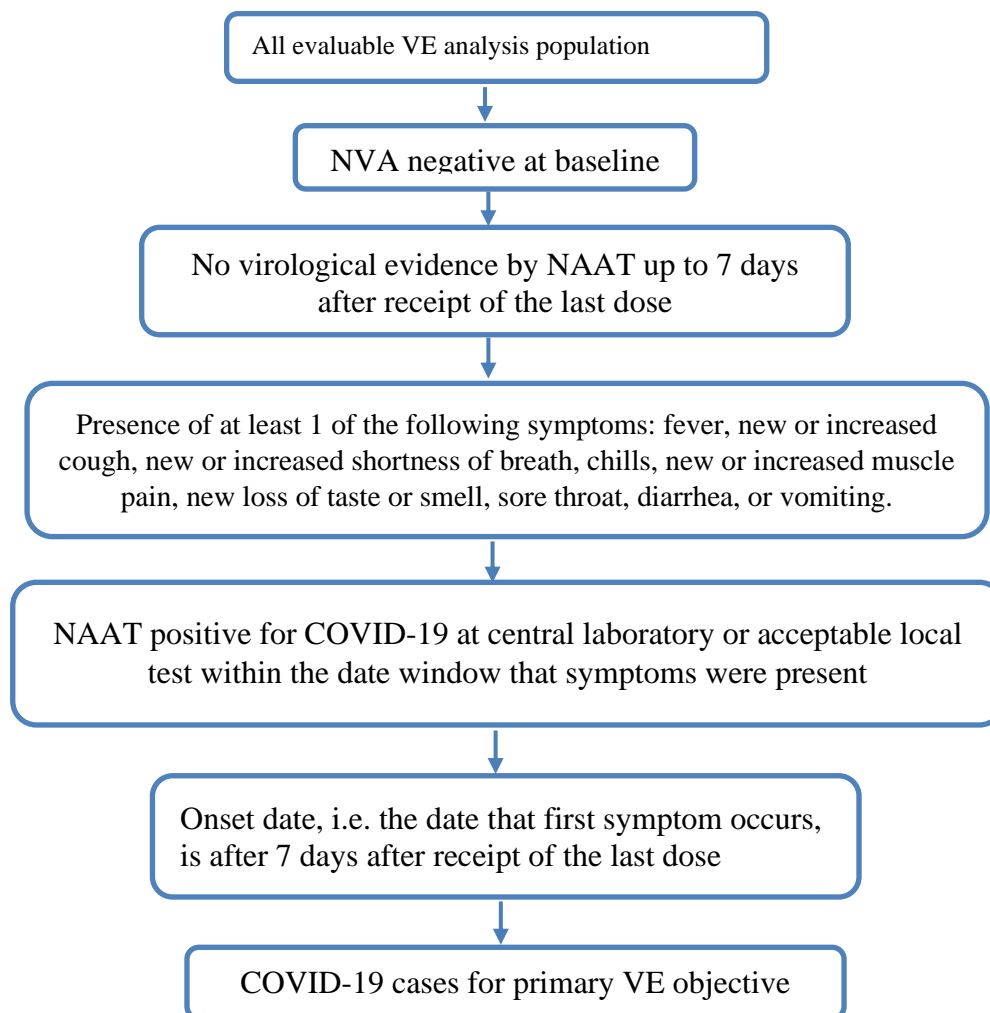 All evaluable VE analysis population
NVA negative at baseline
No virological evidence by NAAT up to 7 days
after receipt of the last dose
Presence of at least 1 of the following symptoms: fever, new or increased
cough, new or increased shortness of breath, chills, new or increased muscle
pain, new loss of taste or smell, sore throat, diarrhea, or vomiting.
NAAT positive for COVID-19 at central laboratory or acceptable local
test within the date window that symptoms were present
Onset date, i.e. the date that first symptom occurs,
is after 7 days after receipt of the last dose
COVID-19 cases for primary VE objective